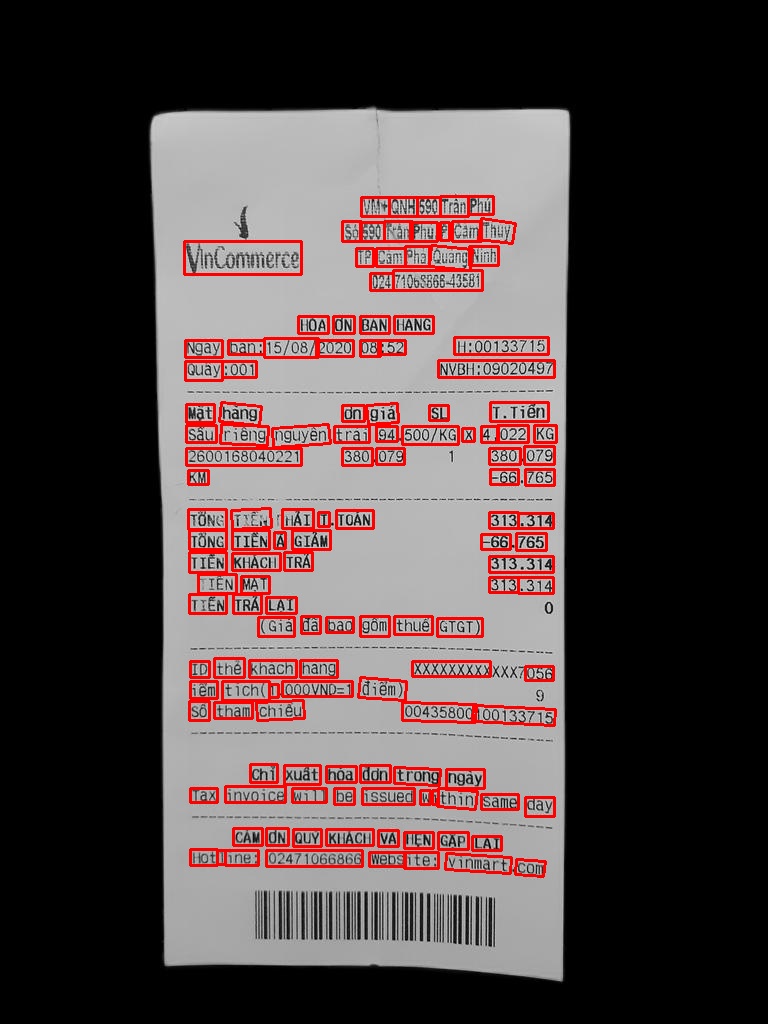 VinCommerce
VM+ QNH 590 Trần Phú
Số 590 Trần Phú P Cẩm Thủy
TP Cẩm Phả Quảng Ninh
024 71066866-43581
HÓA ĐƠN BÁN HÀNG
Ngày bán: 15/08/2020 08:52 H:00133715
Quầy:001 NVBH:09020497
Mặt hàng Đơn giá SL T.Tiền
Sầu riêng nguyên trái 94.500/KG x 4.022 KG
2600168040221 380.079 1 380.079
KM -66.765
TỔNG TIỀN PHẢI T.TOÁN 313.314
TỔNG TIỀN ĐÃ GIẢM -66.765
TIỀN KHÁCH TRẢ 313.314
TIỀN MẶT 313.314
TIỀN TRẢ LẠI 0
(Giá đã bao gồm thuế GTGT)
ID thẻ khách hàng XXXXXXXXXXXX7056
Điểm tích(1.000VND=1 điểm) 9
Số tham chiếu 00435800100133715
Chỉ xuất hóa đơn trong ngày
Tax invoice will be issued within same day
CẢM ƠN QUÝ KHÁCH VÀ HẸN GẶP LẠI
Hotline: 02471066866 Website: vinmart.com